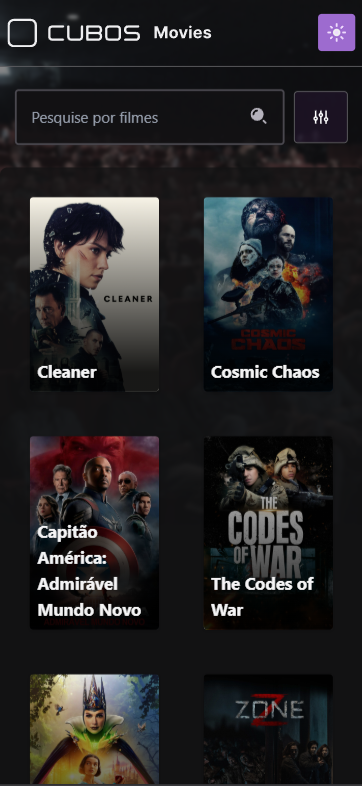 CUBOS Movies
Pesquise por filmes
CLEANER
Cleaner
COSMIC
CHAOS
Cosmic Chaos
Capitão
América:
Admirável
Mundo Novo
THE
CODES
OF WAR
The Codes of
War
Z
ZONE